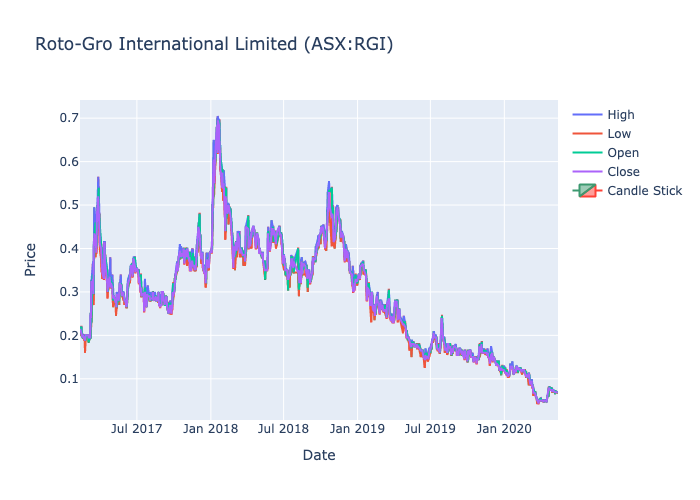 Roto-Gro International Limited (ASX:RGI)
0.7
0.6
0.5
0.4
0.3
0.2
0.1
Price
Jul 2017
Jan 2018
Jul 2018
Jan 2019
Jul 2019
Jan 2020
Date
High
Low
Open
Close
Candle Stick